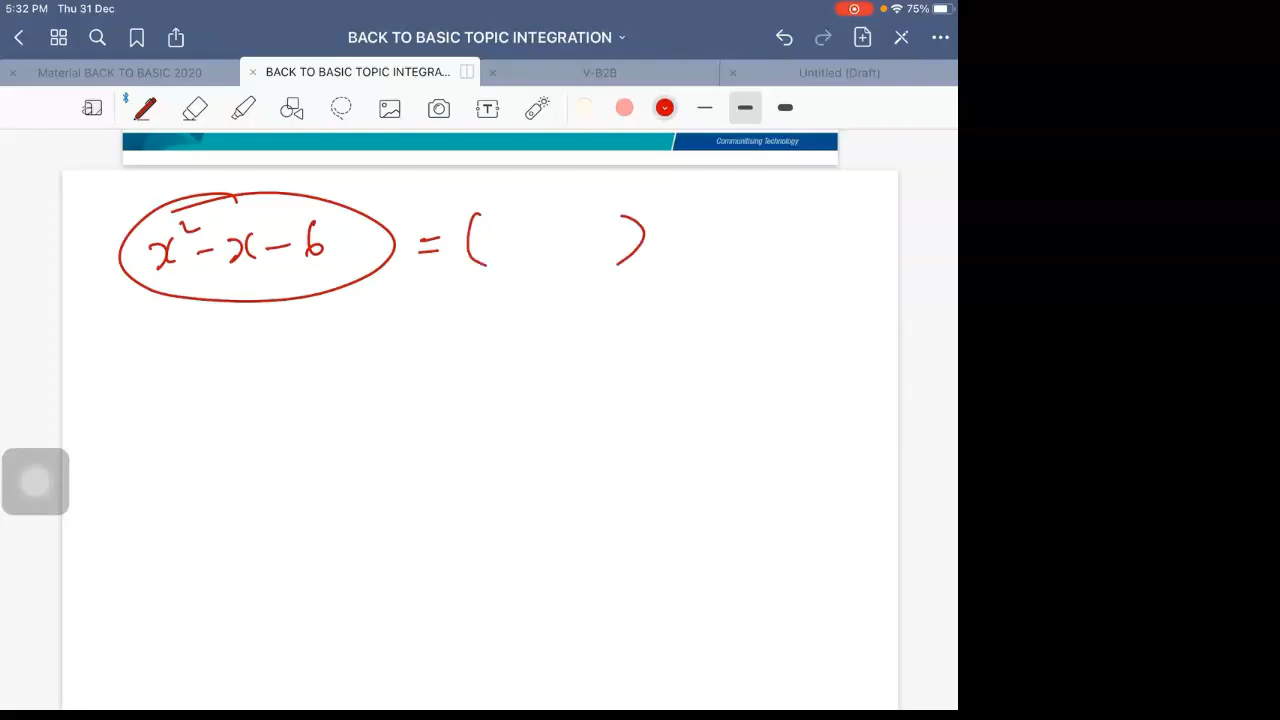 5:32 PM Thu 31 Dec 75%
BACK TO BASIC TOPIC INTEGRATION
Material BACK TO BASIC 2020 BACK TO BASIC TOPIC INTEGRA... V-B2B Untitled (Draft)
T
Communitising Technology
x² - x - 6 = ( )